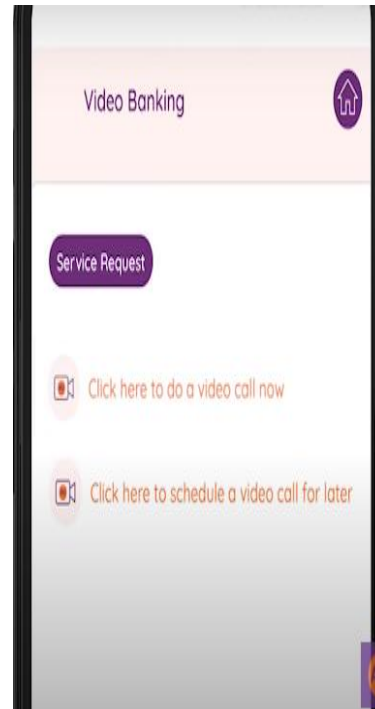 Video Banking
Service Request
Click here to do a video call now
Click here to schedule a video call for later